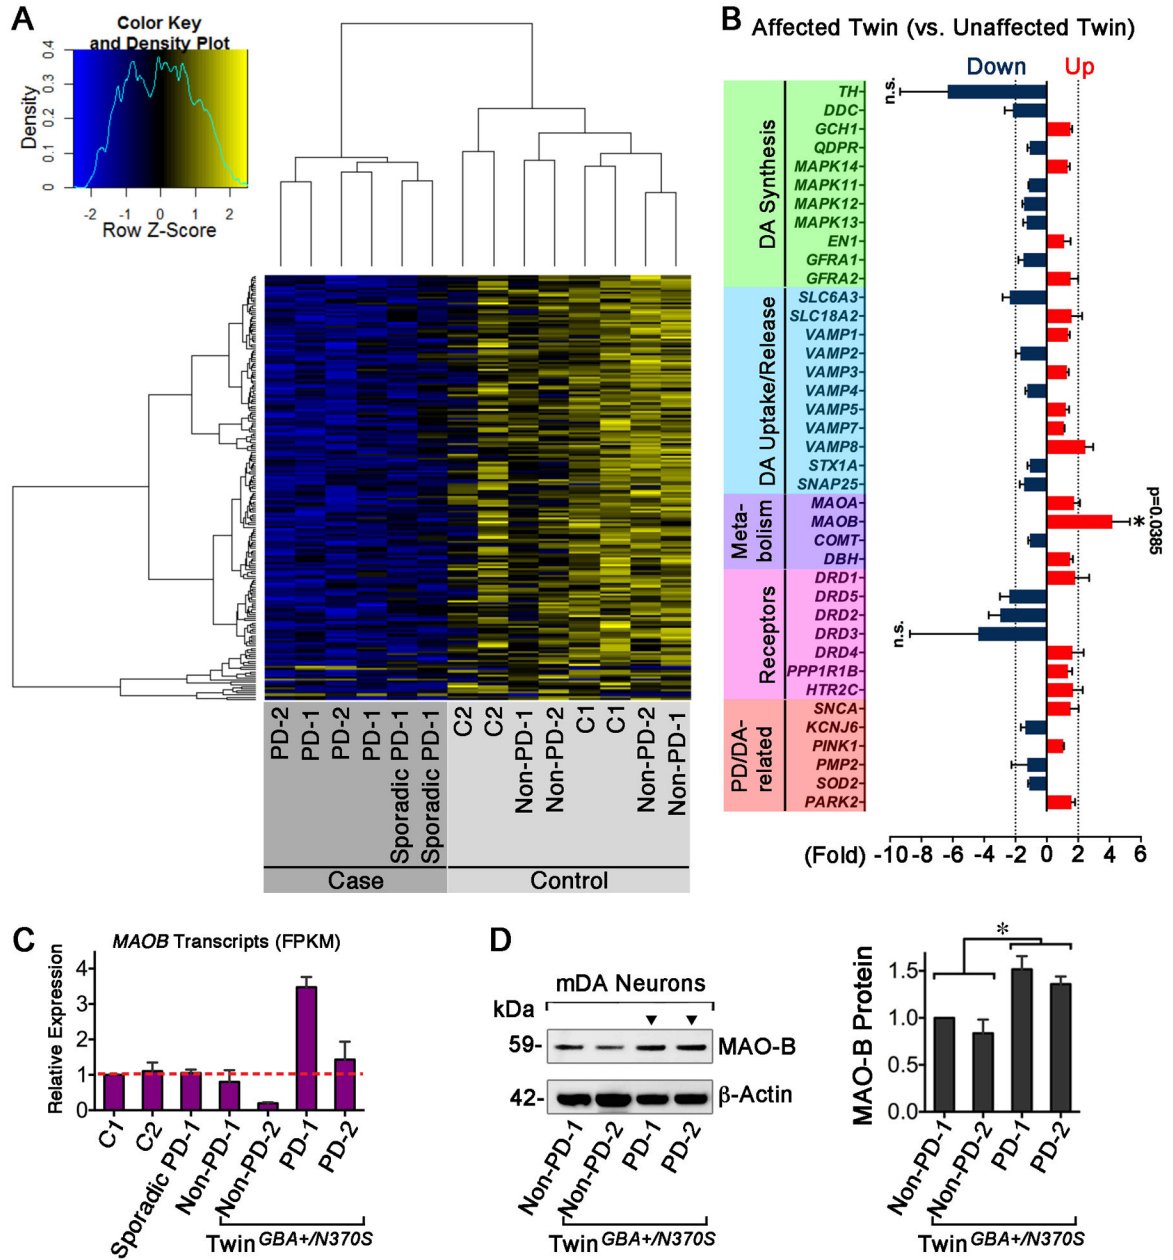 A
Color Key
and Density Plot
Density
0 0.1 0.2 0.3 0.4
-2 -1 0 1 2
Row Z-Score
PD-2
PD-1
PD-2
PD-1
Sporadic PD-1
Sporadic PD-1
C2
C2
Non-PD-1
Non-PD-2
C1
C1
Non-PD-2
Non-PD-1
Case
Control
B
Affected Twin (vs. Unaffected Twin)
Down Up
DA Synthesis
TH
DDC
GCH1
QDPR
MAPK14
MAPK11
MAPK12
MAPK13
EN1
GFRA1
GFRA2
DA Uptake/Release
SLC6A3
SLC18A2
VAMP1
VAMP2
VAMP3
VAMP4
VAMP5
VAMP7
VAMP8
STX1A
SNAP25
Meta-
bolism
MAOA
MAOB
COMT
DBH
Receptors
DRD1
DRD5
DRD2
DRD3
DRD4
PPP1R1B
HTR2C
PD/DA-
related
SNCA
KCNJ6
PINK1
PMP2
SOD2
PARK2
n.s.
*
p=0.0385
n.s.
(Fold) -10 -8 -6 -4 -2 0 2 4 6
C
MAOB Transcripts (FPKM)
Relative Expression
4
3
2
1
0
C1
C2
Sporadic PD-1
Non-PD-1
Non-PD-2
PD-1
PD-2
Twin GBA+/N370S
D
mDA Neurons
kDa
59- MAO-B
42- β-Actin
Non-PD-1
Non-PD-2
PD-1
PD-2
Twin GBA+/N370S
*
MAO-B Protein
1.5
1.0
0.5
0.0
Non-PD-1
Non-PD-2
PD-1
PD-2
Twin GBA+/N370S